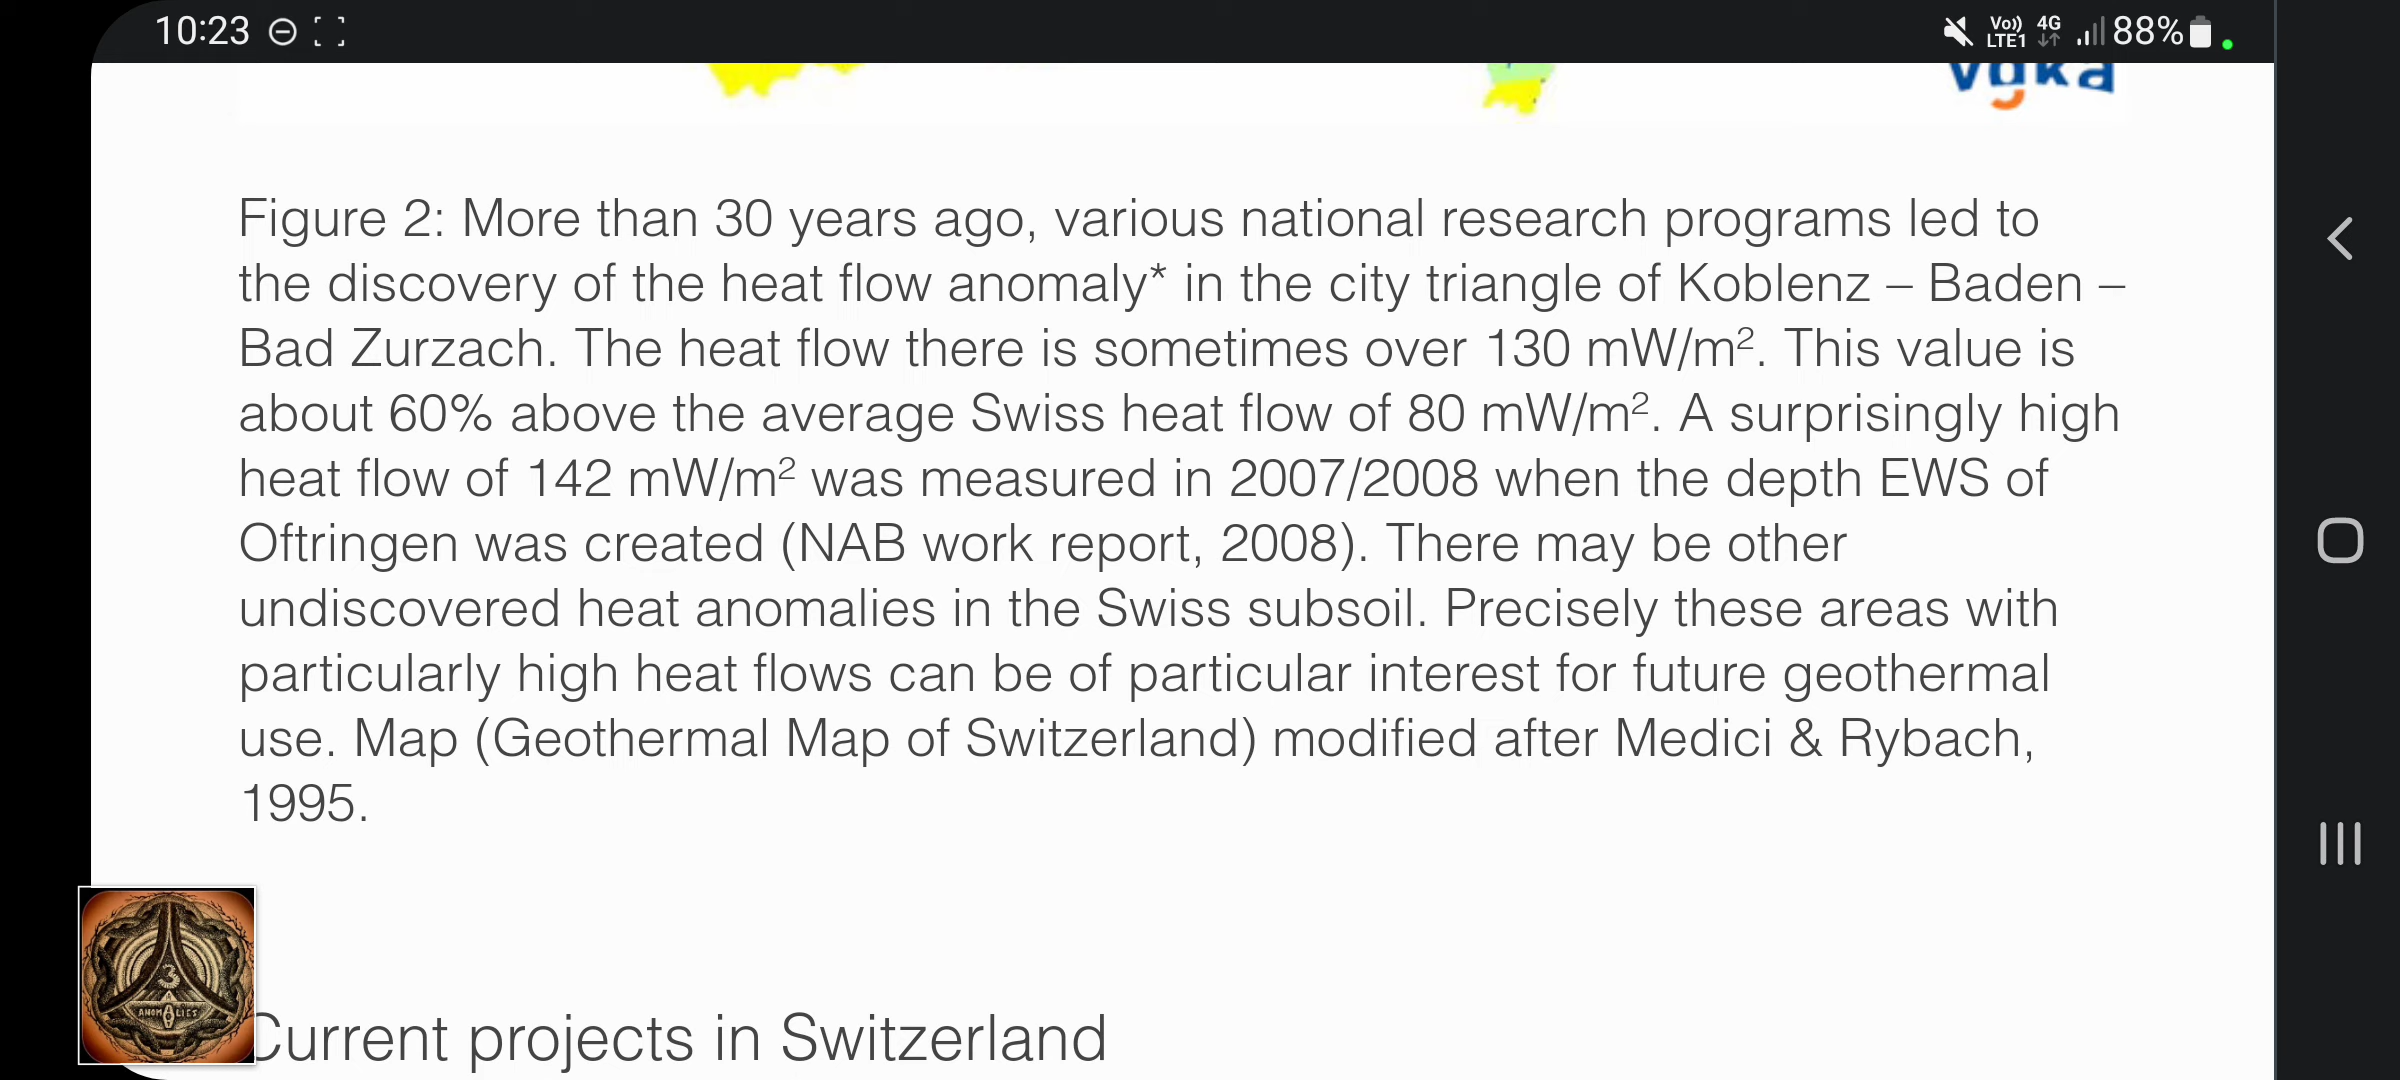 10:23
Vo)) LTE1 4G 88%
vgka
Figure 2: More than 30 years ago, various national research programs led to
the discovery of the heat flow anomaly* in the city triangle of Koblenz – Baden –
Bad Zurzach. The heat flow there is sometimes over 130 mW/m². This value is
about 60% above the average Swiss heat flow of 80 mW/m². A surprisingly high
heat flow of 142 mW/m² was measured in 2007/2008 when the depth EWS of
Oftringen was created (NAB work report, 2008). There may be other
undiscovered heat anomalies in the Swiss subsoil. Precisely these areas with
particularly high heat flows can be of particular interest for future geothermal
use. Map (Geothermal Map of Switzerland) modified after Medici & Rybach,
1995.
3
ANOMALIES
Current projects in Switzerland